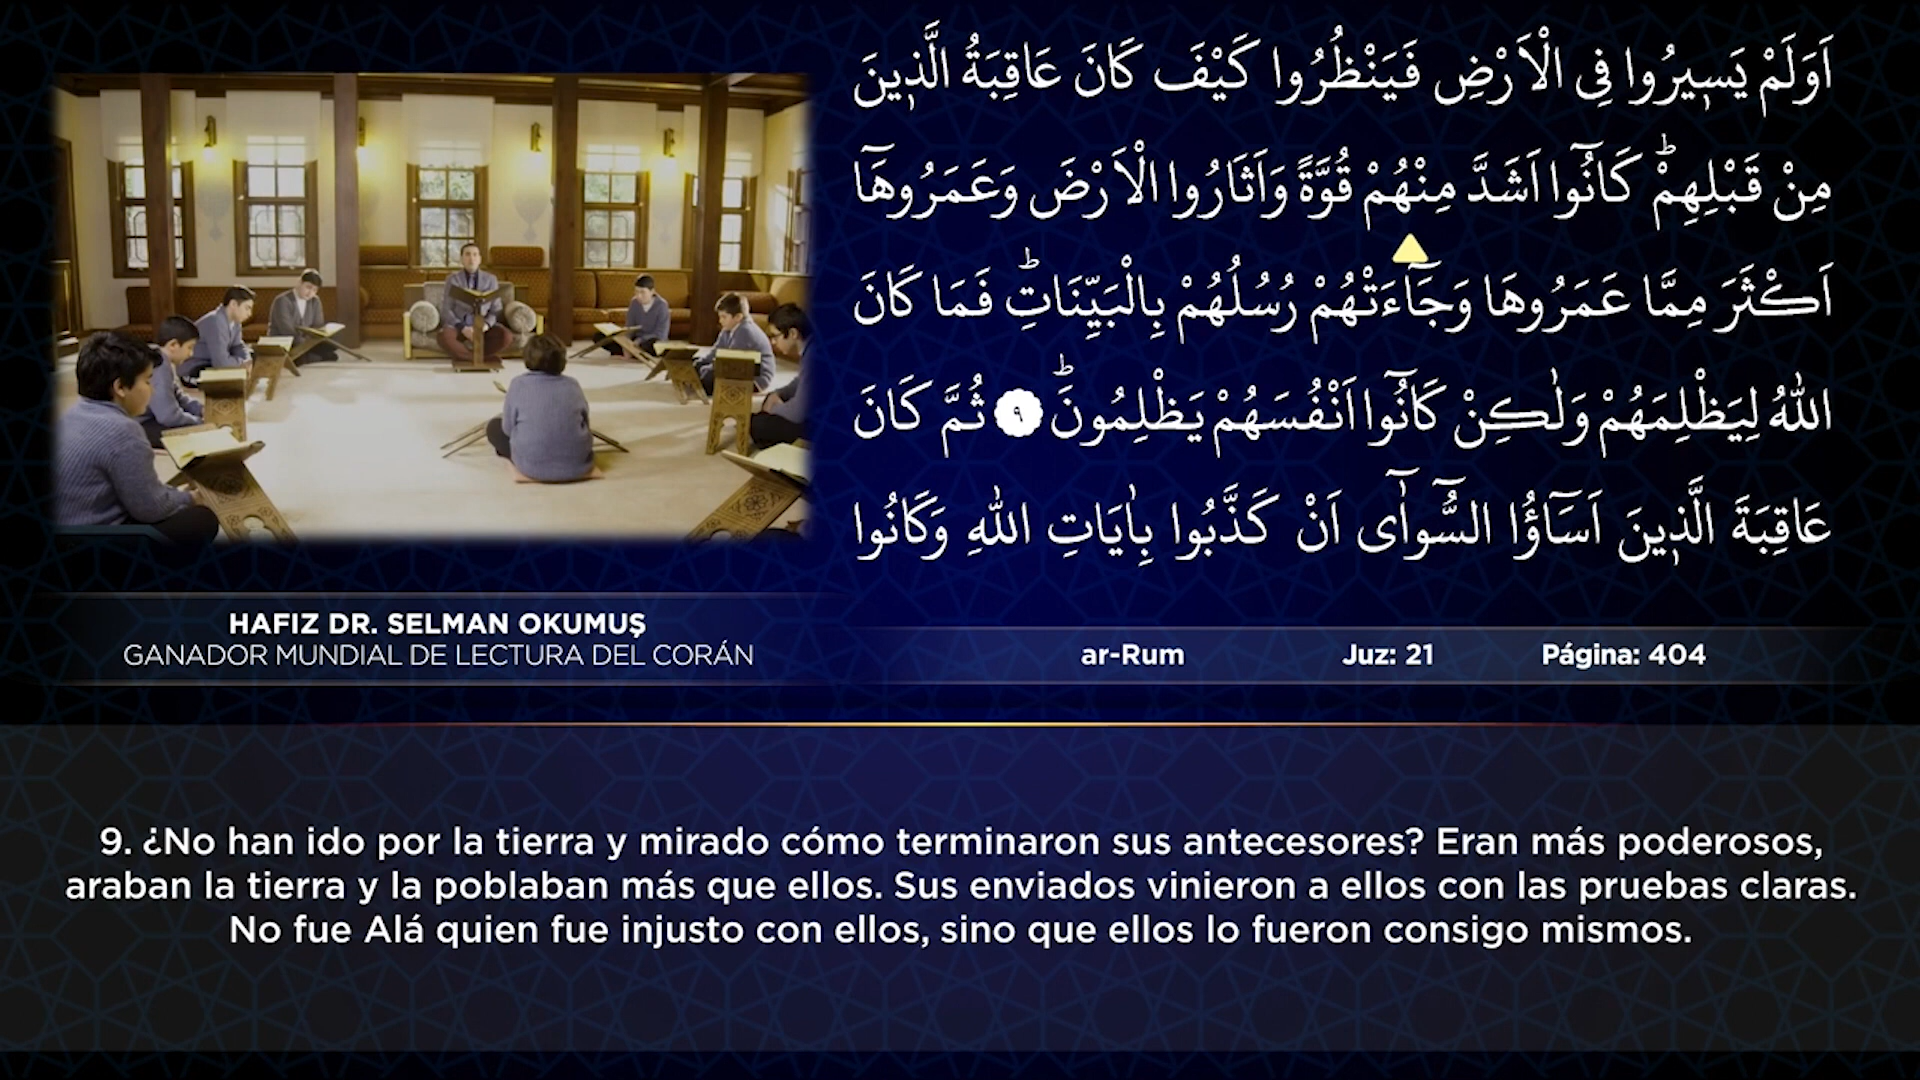 اَوَلَمْ يَسٖيرُوا فِى الْاَرْضِ فَيَنْظُرُوا كَيْفَ كَانَ عَاقِبَةُ الَّذٖينَ
مِنْ قَبْلِهِمْؕ كَانُٓوا اَشَدَّ مِنْهُمْ قُوَّةً وَاَثَارُوا الْاَرْضَ وَعَمَرُوهَٓا
اَكْثَرَ مِمَّا عَمَرُوهَا وَجَٓاءَتْهُمْ رُسُلُهُمْ بِالْبَيِّنَاتِؕ فَمَا كَانَ
اللّٰهُ لِيَظْلِمَهُمْ وَلٰكِنْ كَانُٓوا اَنْفُسَهُمْ يَظْلِمُونَؕ ٩ ثُمَّ كَانَ
عَاقِبَةَ الَّذٖينَ اَسَٓاؤُا السُّٓوآٰى اَنْ كَذَّبُوا بِاٰيَاتِ اللّٰهِ وَكَانُوا
HAFIZ DR. SELMAN OKUMUŞ
GANADOR MUNDIAL DE LECTURA DEL CORÁN
ar-Rum Juz: 21 Página: 404
9. ¿No han ido por la tierra y mirado cómo terminaron sus antecesores? Eran más poderosos,
araban la tierra y la poblaban más que ellos. Sus enviados vinieron a ellos con las pruebas claras.
No fue Alá quien fue injusto con ellos, sino que ellos lo fueron consigo mismos.